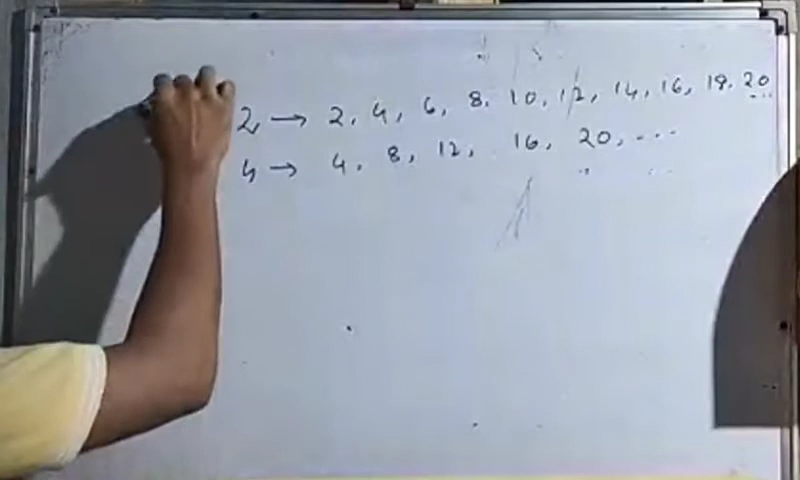 2 → 2, 4, 6, 8, 10, 12, 14, 16, 18, 20 ...
4 → 4, 8, 12, 16, 20, ...